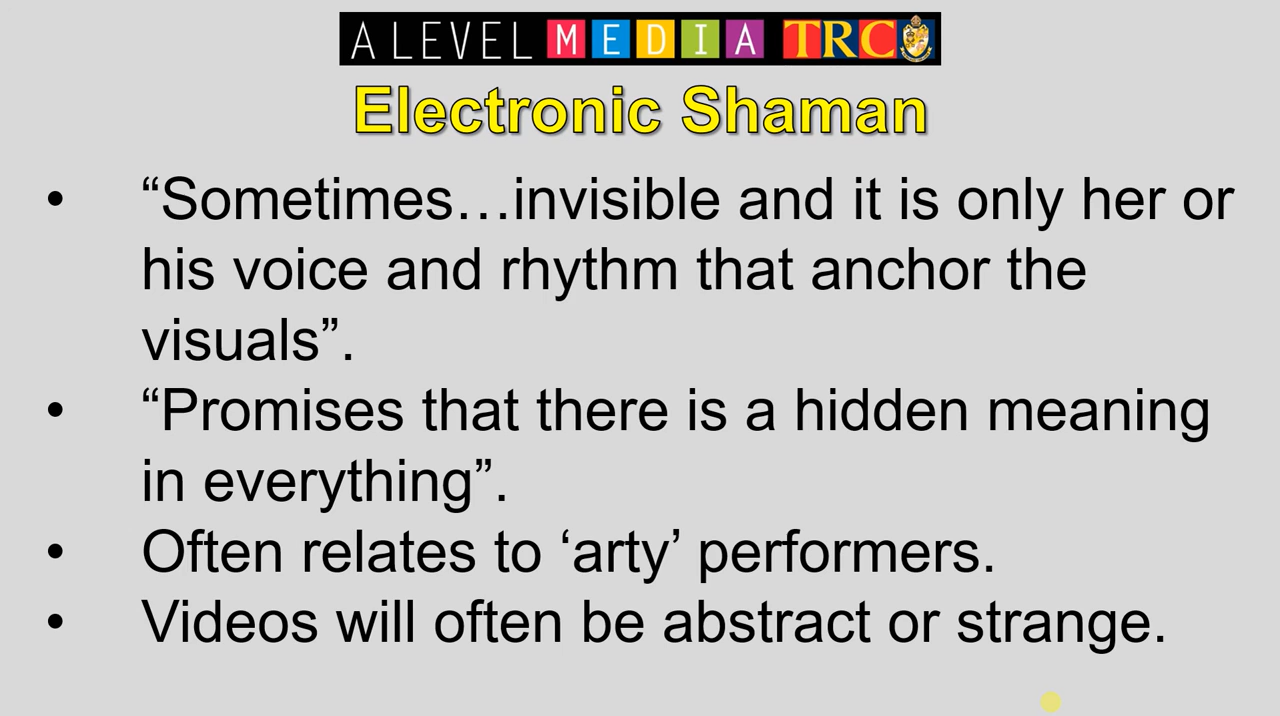 A LEVEL MEDIA TRC
Electronic Shaman
• “Sometimes…invisible and it is only her or
his voice and rhythm that anchor the
visuals”.
• “Promises that there is a hidden meaning
in everything”.
• Often relates to ‘arty’ performers.
• Videos will often be abstract or strange.